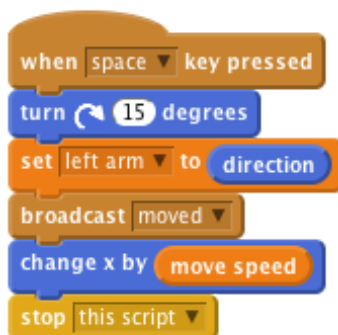 when space key pressed
turn 15 degrees
set left arm to direction
broadcast moved
change x by move speed
stop this script